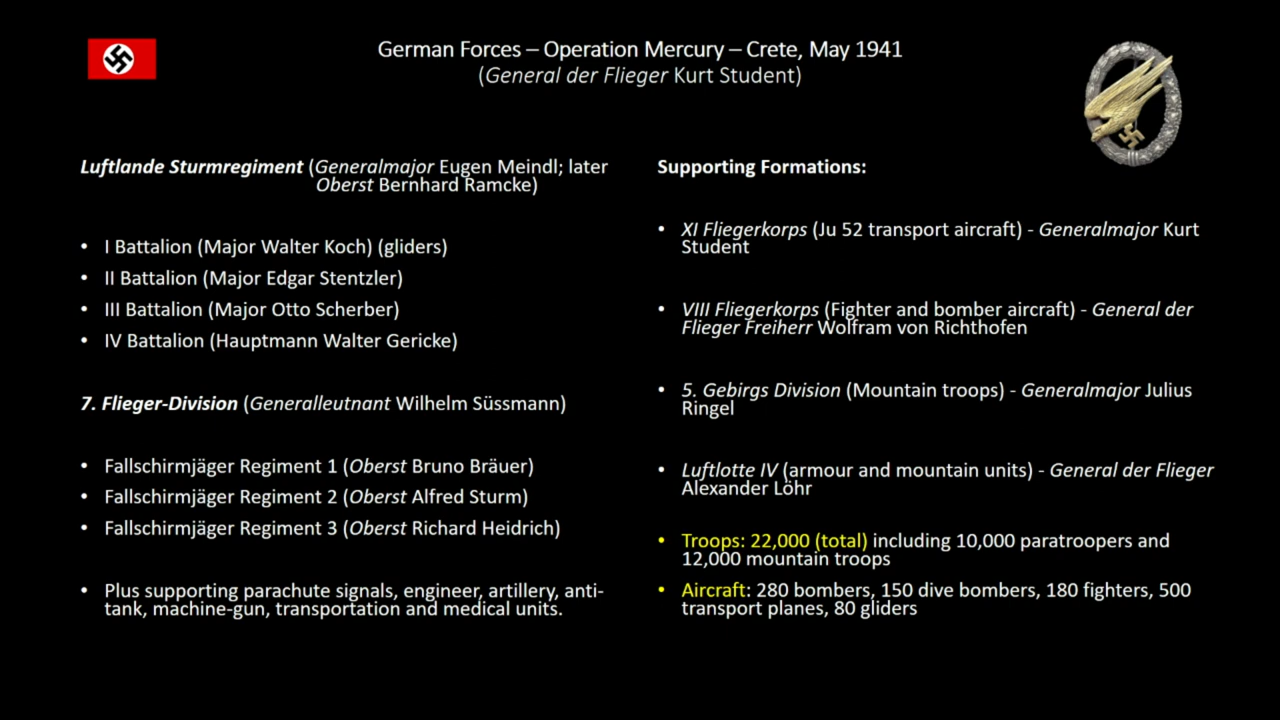 German Forces – Operation Mercury – Crete, May 1941
(General der Flieger Kurt Student)
Luftlande Sturmregiment (Generalmajor Eugen Meindl; later
Oberst Bernhard Ramcke)
• I Battalion (Major Walter Koch) (gliders)
• II Battalion (Major Edgar Stentzler)
• III Battalion (Major Otto Scherber)
• IV Battalion (Hauptmann Walter Gericke)
7. Flieger-Division (Generalleutnant Wilhelm Süssmann)
• Fallschirmjäger Regiment 1 (Oberst Bruno Bräuer)
• Fallschirmjäger Regiment 2 (Oberst Alfred Sturm)
• Fallschirmjäger Regiment 3 (Oberst Richard Heidrich)
• Plus supporting parachute signals, engineer, artillery, anti-
tank, machine-gun, transportation and medical units.
Supporting Formations:
• XI Fliegerkorps (Ju 52 transport aircraft) - Generalmajor Kurt
Student
• VIII Fliegerkorps (Fighter and bomber aircraft) - General der
Flieger Freiherr Wolfram von Richthofen
• 5. Gebirgs Division (Mountain troops) - Generalmajor Julius
Ringel
• Luftlotte IV (armour and mountain units) - General der Flieger
Alexander Löhr
• Troops: 22,000 (total) including 10,000 paratroopers and
12,000 mountain troops
• Aircraft: 280 bombers, 150 dive bombers, 180 fighters, 500
transport planes, 80 gliders